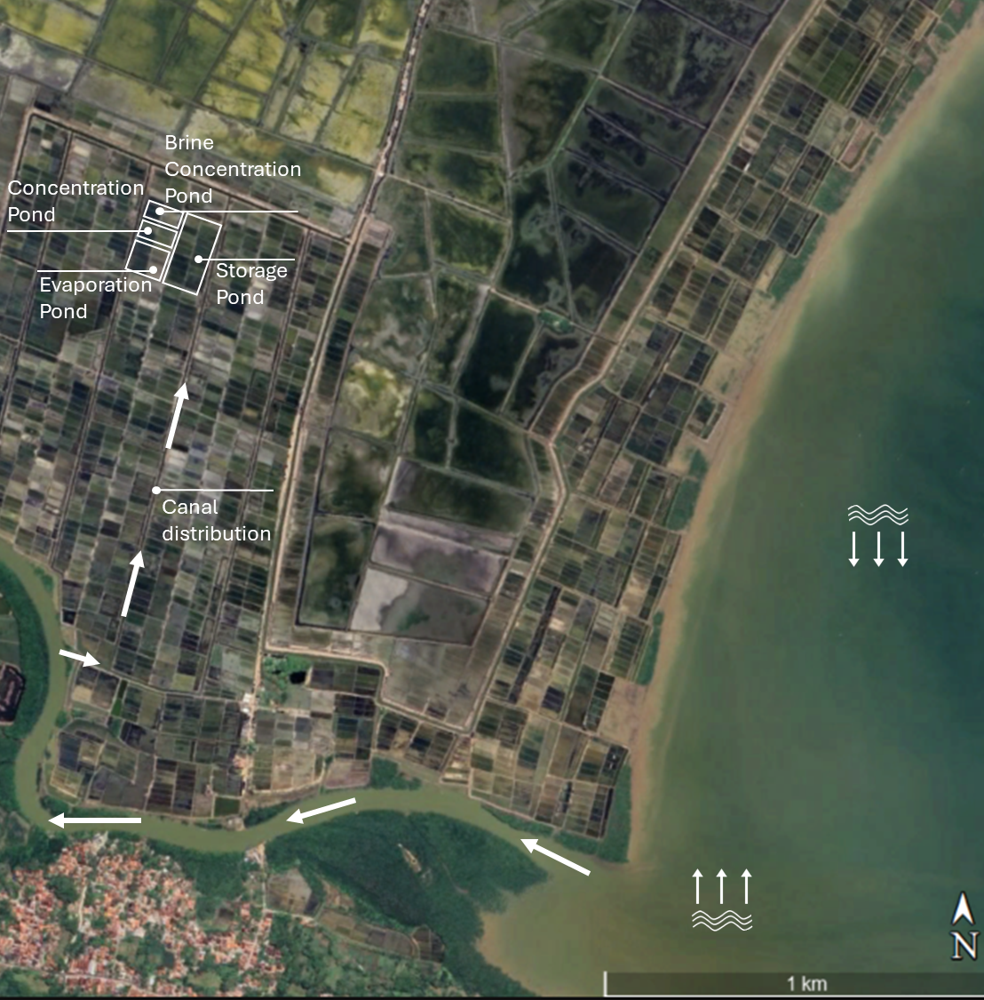 Brine
Concentration
Pond
Concentration
Pond
Storage
Pond
Evaporation
Pond
Canal
distribution
N
1 km